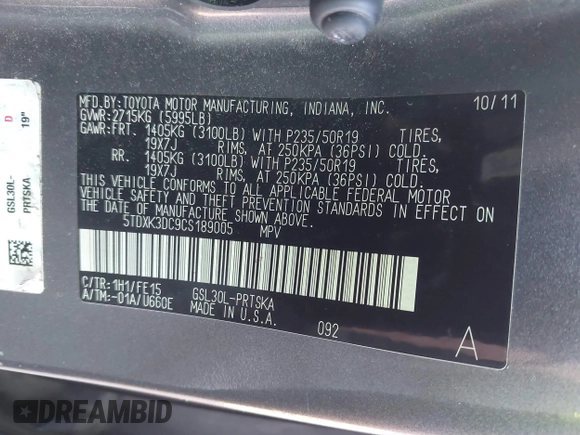 MFD.BY:TOYOTA MOTOR MANUFACTURING, INDIANA, INC. 10/11
GVWR:2715KG (5995LB)
GAWR:FRT. 1405KG (3100LB) WITH P235/50R19 TIRES,
19X7J RIMS, AT 250KPA (36PSI) COLD.
RR. 1405KG (3100LB) WITH P235/50R19 TIRES,
19X7J RIMS, AT 250KPA (36PSI) COLD.
THIS VEHICLE CONFORMS TO ALL APPLICABLE FEDERAL MOTOR
VEHICLE SAFETY AND THEFT PREVENTION STANDARDS IN EFFECT ON
THE DATE OF MANUFACTURE SHOWN ABOVE.
5TDXK3DC9CS189005 MPV
C/TR:1H1/FE15 GSL30L-PRTSKA
A/TM:-01A/U660E MADE IN U.S.A.
092
A
D
19"
GSL30L-
PRTSKA
DREAMBID